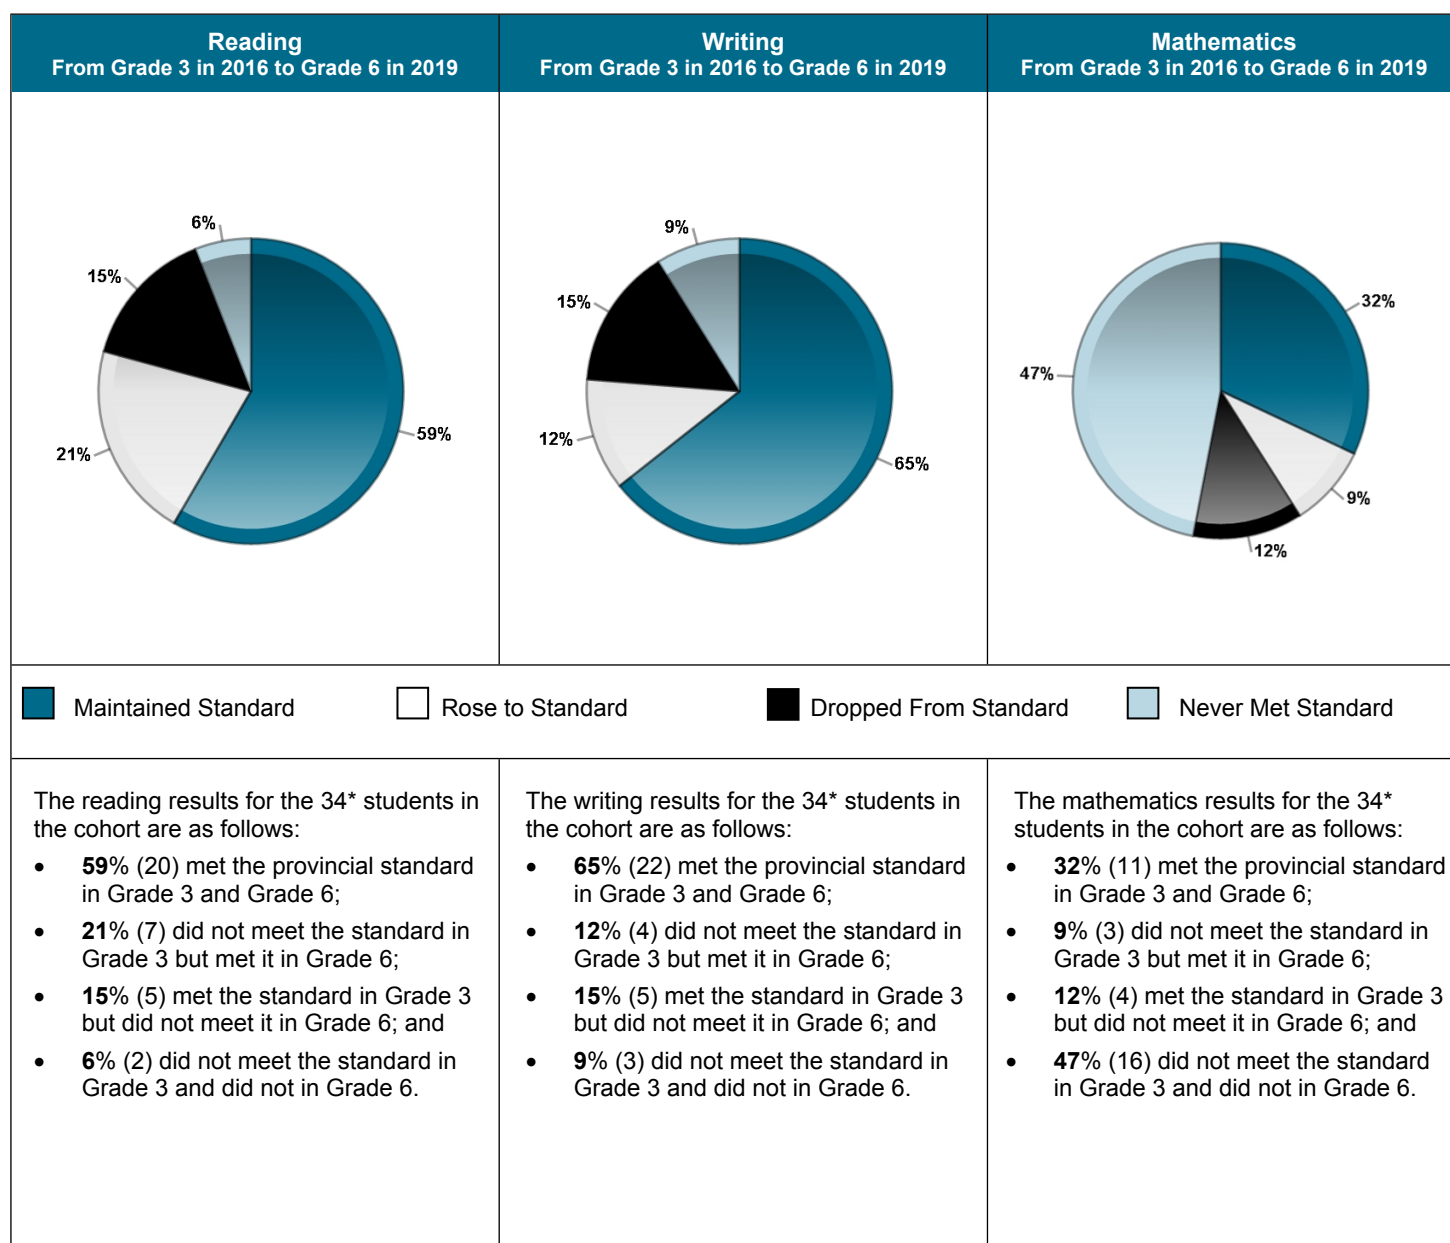 Reading
From Grade 3 in 2016 to Grade 6 in 2019
Writing
From Grade 3 in 2016 to Grade 6 in 2019
Mathematics
From Grade 3 in 2016 to Grade 6 in 2019
6%
15%
21%
59%
9%
15%
12%
65%
47%
32%
9%
12%
Maintained Standard
Rose to Standard
Dropped From Standard
Never Met Standard
The reading results for the 34* students in
the cohort are as follows:
• 59% (20) met the provincial standard
in Grade 3 and Grade 6;
• 21% (7) did not meet the standard in
Grade 3 but met it in Grade 6;
• 15% (5) met the standard in Grade 3
but did not meet it in Grade 6; and
• 6% (2) did not meet the standard in
Grade 3 and did not in Grade 6.
The writing results for the 34* students in
the cohort are as follows:
• 65% (22) met the provincial standard
in Grade 3 and Grade 6;
• 12% (4) did not meet the standard in
Grade 3 but met it in Grade 6;
• 15% (5) met the standard in Grade 3
but did not meet it in Grade 6; and
• 9% (3) did not meet the standard in
Grade 3 and did not in Grade 6.
The mathematics results for the 34*
students in the cohort are as follows:
• 32% (11) met the provincial standard
in Grade 3 and Grade 6;
• 9% (3) did not meet the standard in
Grade 3 but met it in Grade 6;
• 12% (4) met the standard in Grade 3
but did not meet it in Grade 6; and
• 47% (16) did not meet the standard
in Grade 3 and did not in Grade 6.